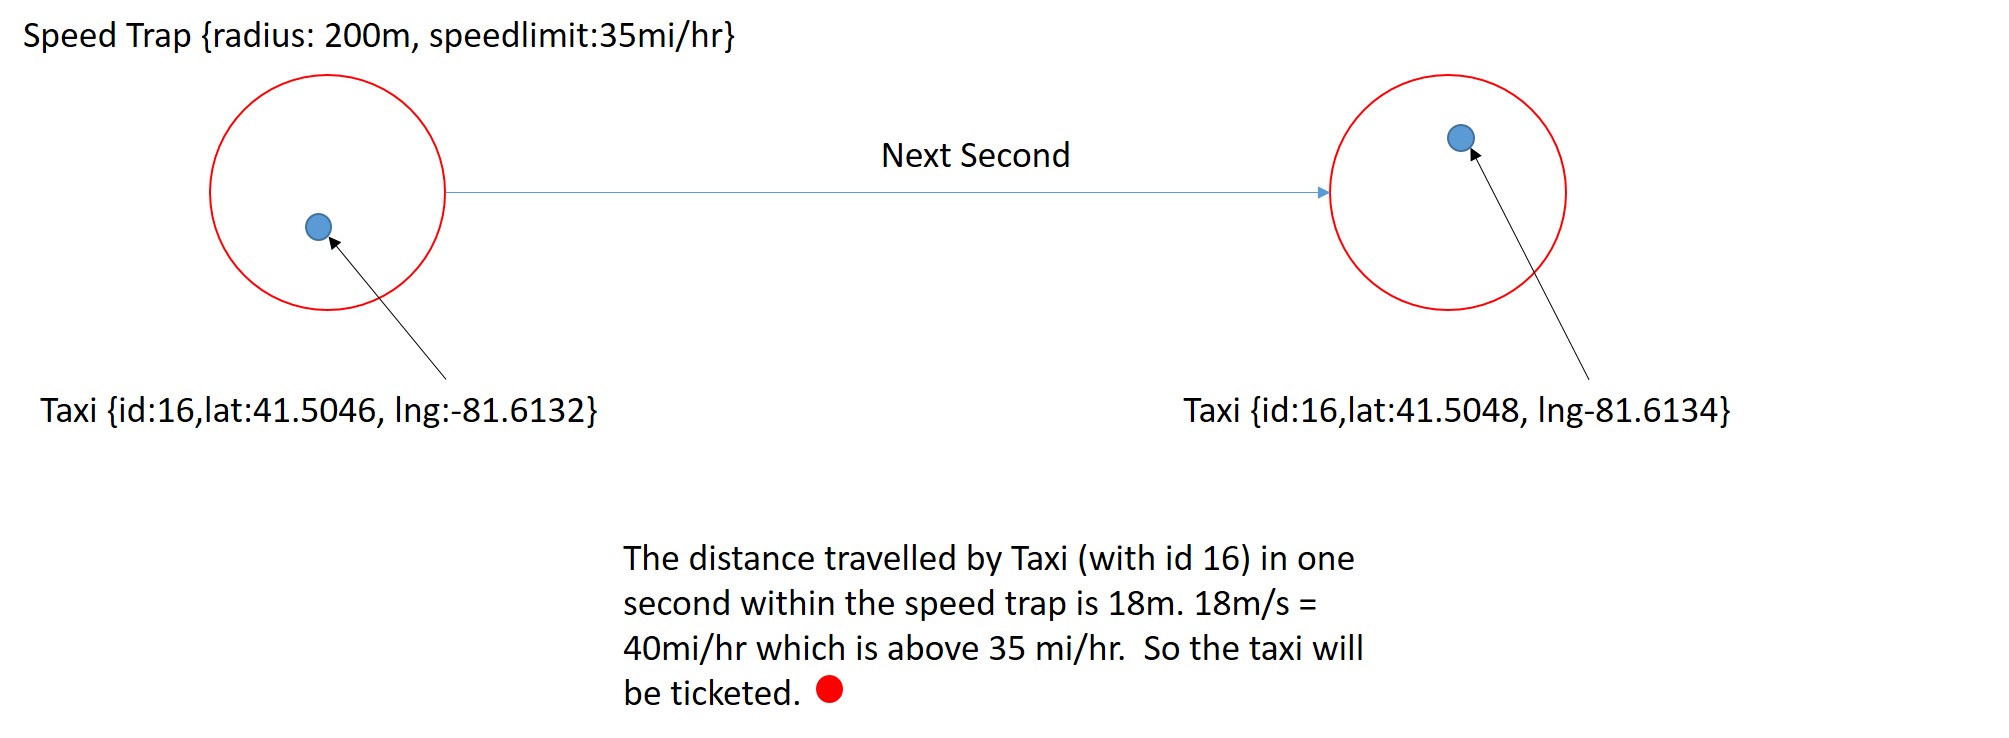 Speed Trap {radius: 200m, speedlimit:35mi/hr}
Next Second
Taxi {id:16,lat:41.5046, lng:-81.6132}
Taxi {id:16,lat:41.5048, lng-81.6134}
The distance travelled by Taxi (with id 16) in one
second within the speed trap is 18m. 18m/s =
40mi/hr which is above 35 mi/hr.  So the taxi will
be ticketed.